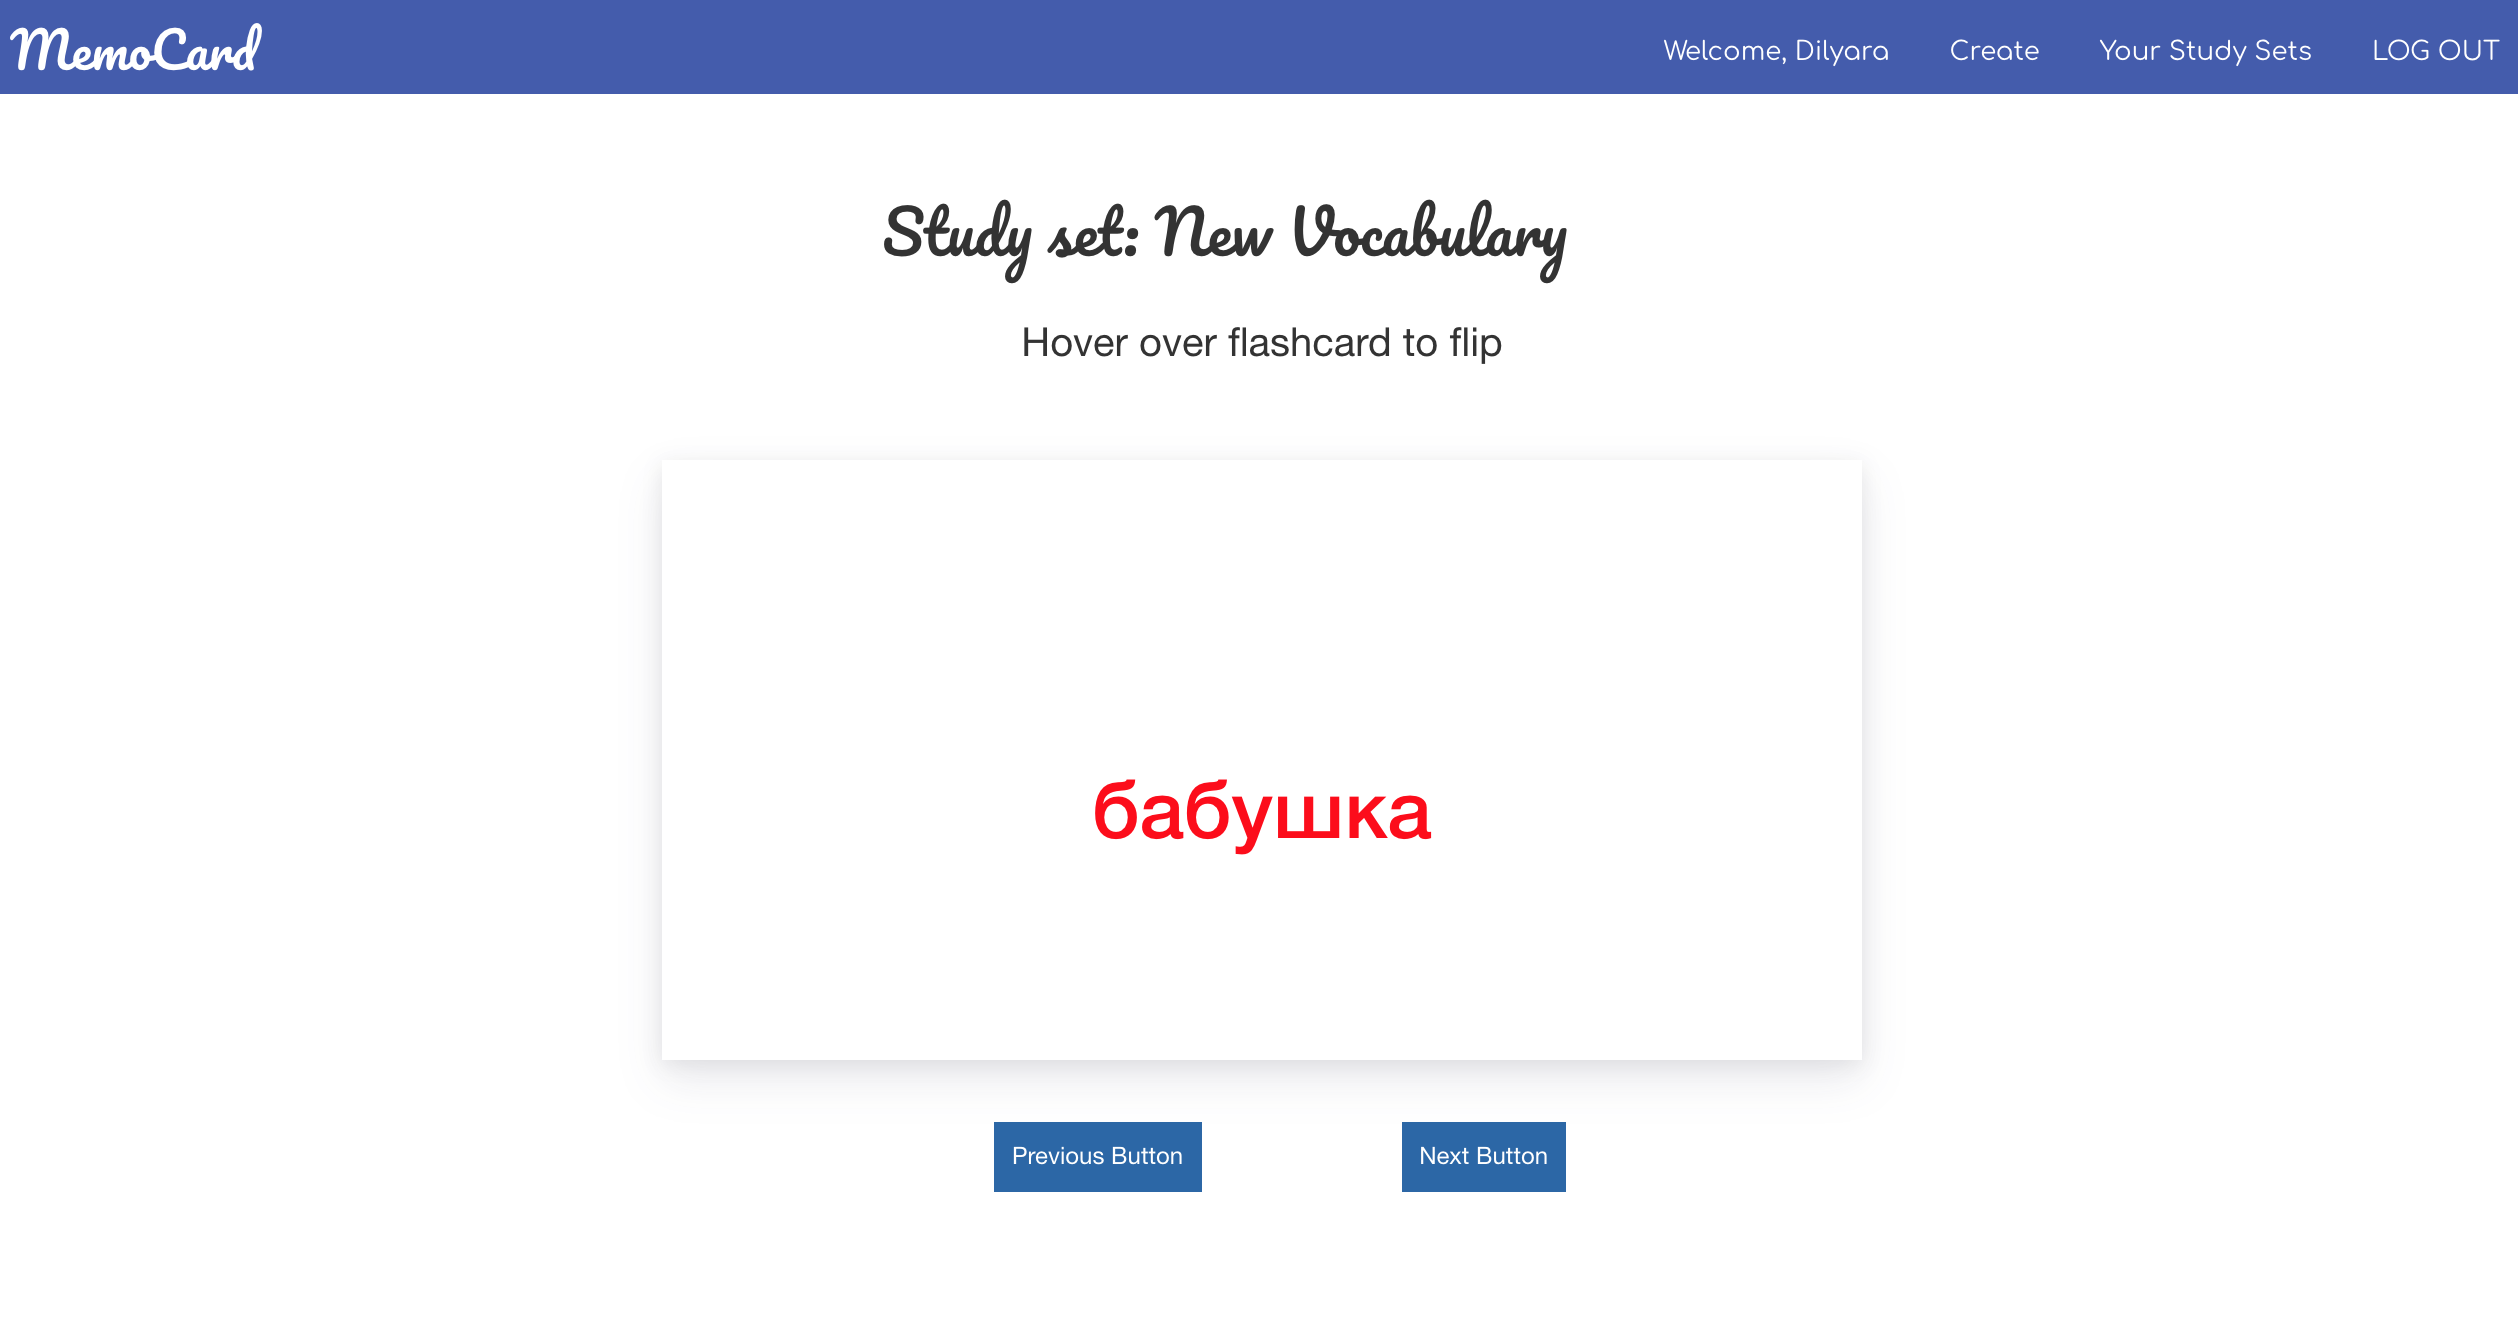 MemoCard Welcome, Dilyara Create Your Study Sets LOG OUT
Study set: New Vocabulary
Hover over flashcard to flip
бабушка
Previous Button Next Button